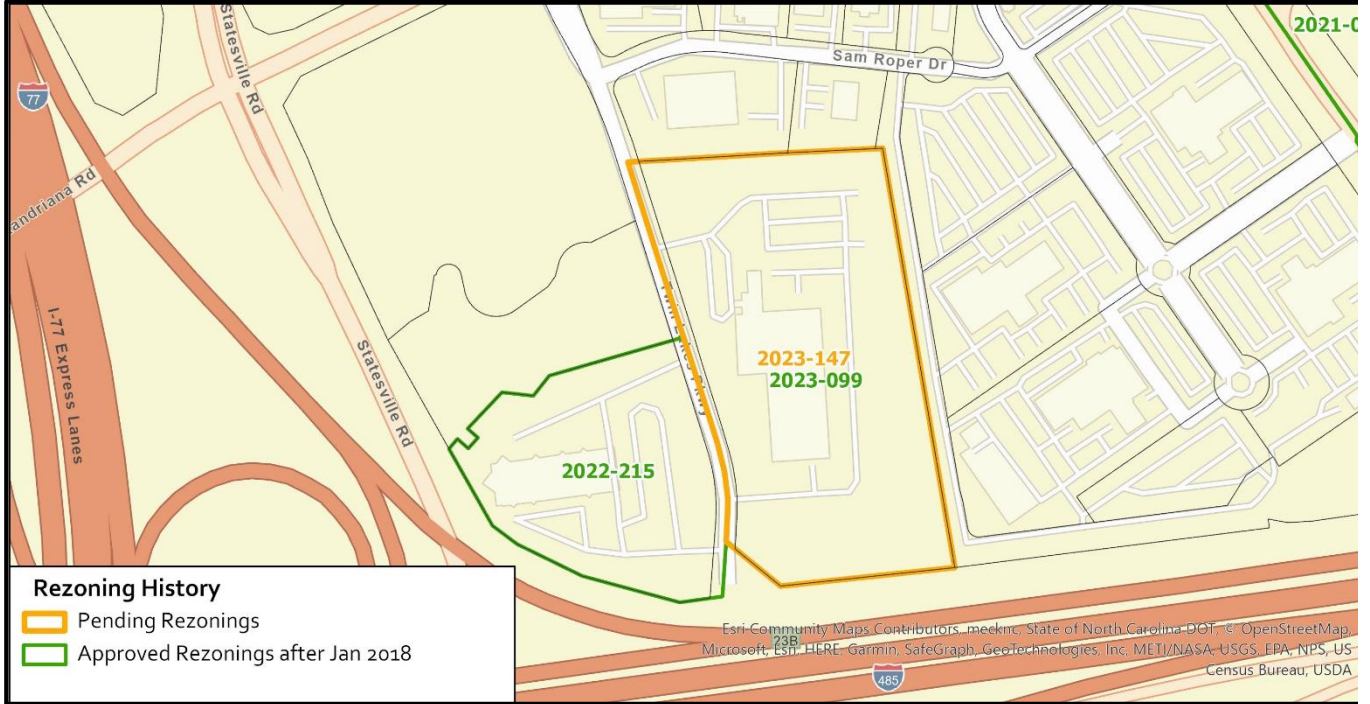 2021-0
Statesville Rd
Sam Roper Dr
77
andriana Rd
I-77 Express Lanes
Twin Lakes Pkwy
Statesville Rd
2023-147
2023-099
2022-215
Rezoning History
Pending Rezonings
Approved Rezonings after Jan 2018
23B
485
Esri Community Maps Contributors, mecknc, State of North Carolina DOT, © OpenStreetMap,
Microsoft, Esri, HERE, Garmin, SafeGraph, GeoTechnologies, Inc, METI/NASA, USGS, EPA, NPS, US
Census Bureau, USDA